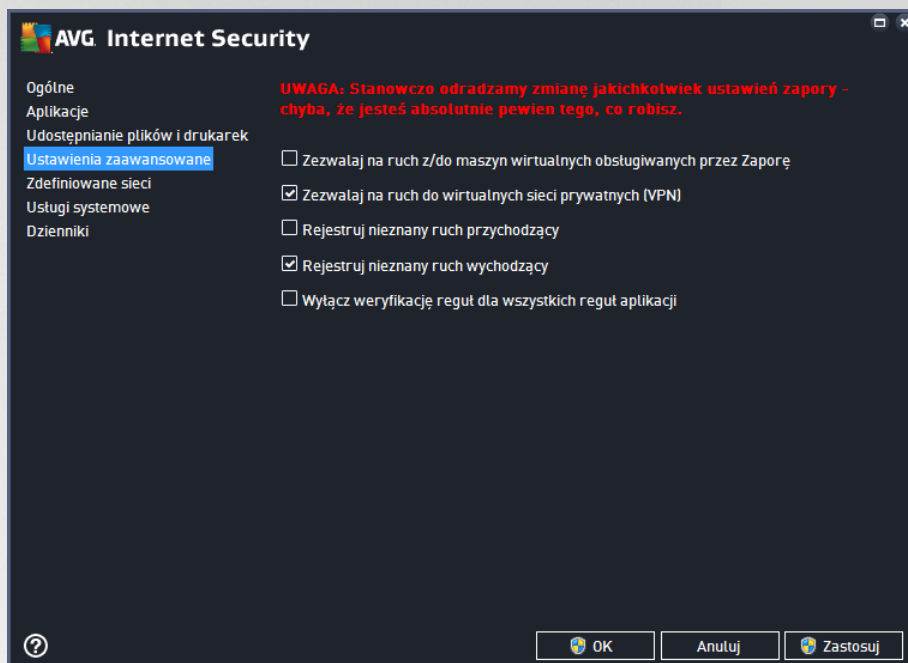 AVG Internet Security
Ogólne
Aplikacje
Udostępnianie plików i drukarek
Ustawienia zaawansowane
Zdefiniowane sieci
Usługi systemowe
Dzienniki
UWAGA: Stanowczo odradzamy zmianę jakichkolwiek ustawień zapory -
chyba, że jesteś absolutnie pewien tego, co robisz.
Zezwalaj na ruch z/do maszyn wirtualnych obsługiwanych przez Zaporę
Zezwalaj na ruch do wirtualnych sieci prywatnych (VPN)
Rejestruj nieznany ruch przychodzący
Rejestruj nieznany ruch wychodzący
Wyłącz weryfikację reguł dla wszystkich reguł aplikacji
?
OK
Anuluj
Zastosuj